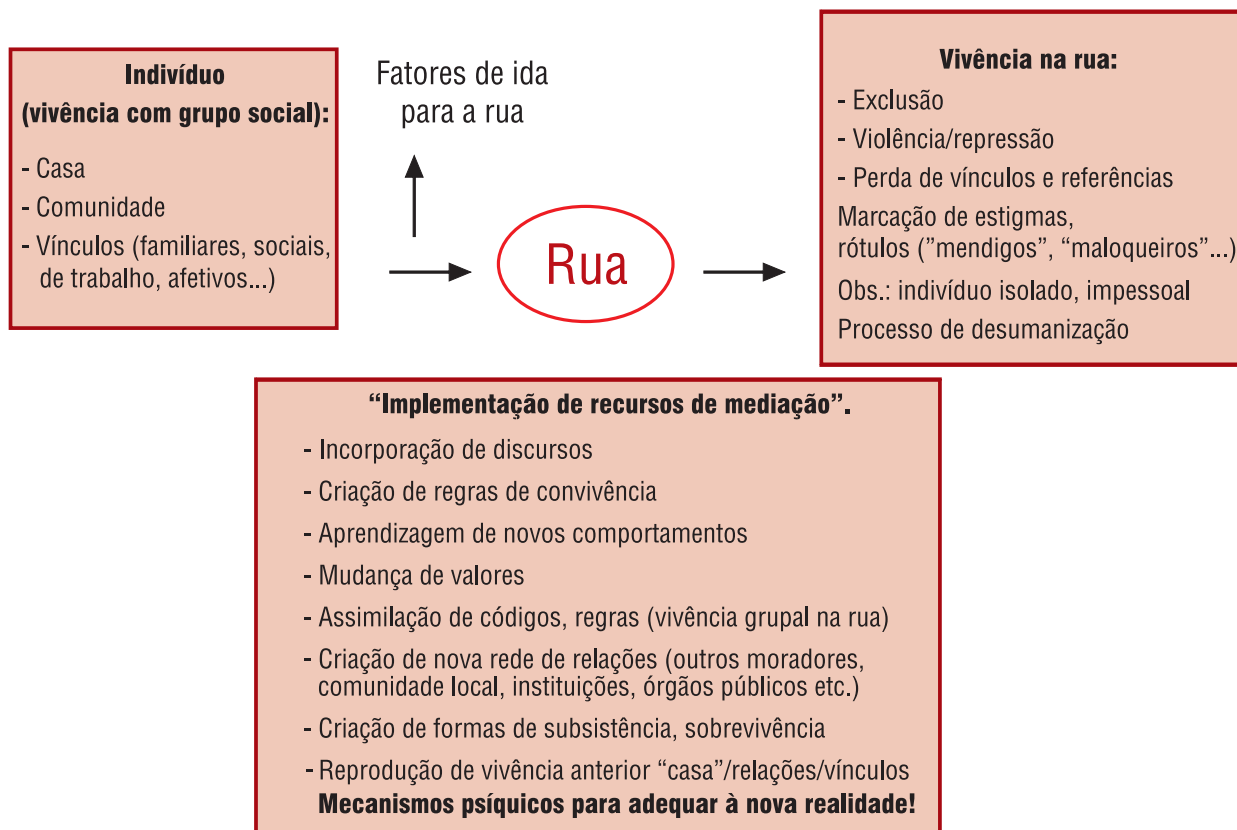 Indivíduo
(vivência com grupo social):
- Casa
- Comunidade
- Vínculos (familiares, sociais,
de trabalho, afetivos...)
Fatores de ida
para a rua
Rua
Vivência na rua:
- Exclusão
- Violência/repressão
- Perda de vínculos e referências
Marcação de estigmas,
rótulos (”mendigos”, “maloqueiros”...)
Obs.: indivíduo isolado, impessoal
Processo de desumanização
“Implementação de recursos de mediação”.
- Incorporação de discursos
- Criação de regras de convivência
- Aprendizagem de novos comportamentos
- Mudança de valores
- Assimilação de códigos, regras (vivência grupal na rua)
- Criação de nova rede de relações (outros moradores,
comunidade local, instituições, órgãos públicos etc.)
- Criação de formas de subsistência, sobrevivência
- Reprodução de vivência anterior “casa”/relações/vínculos
Mecanismos psíquicos para adequar à nova realidade!